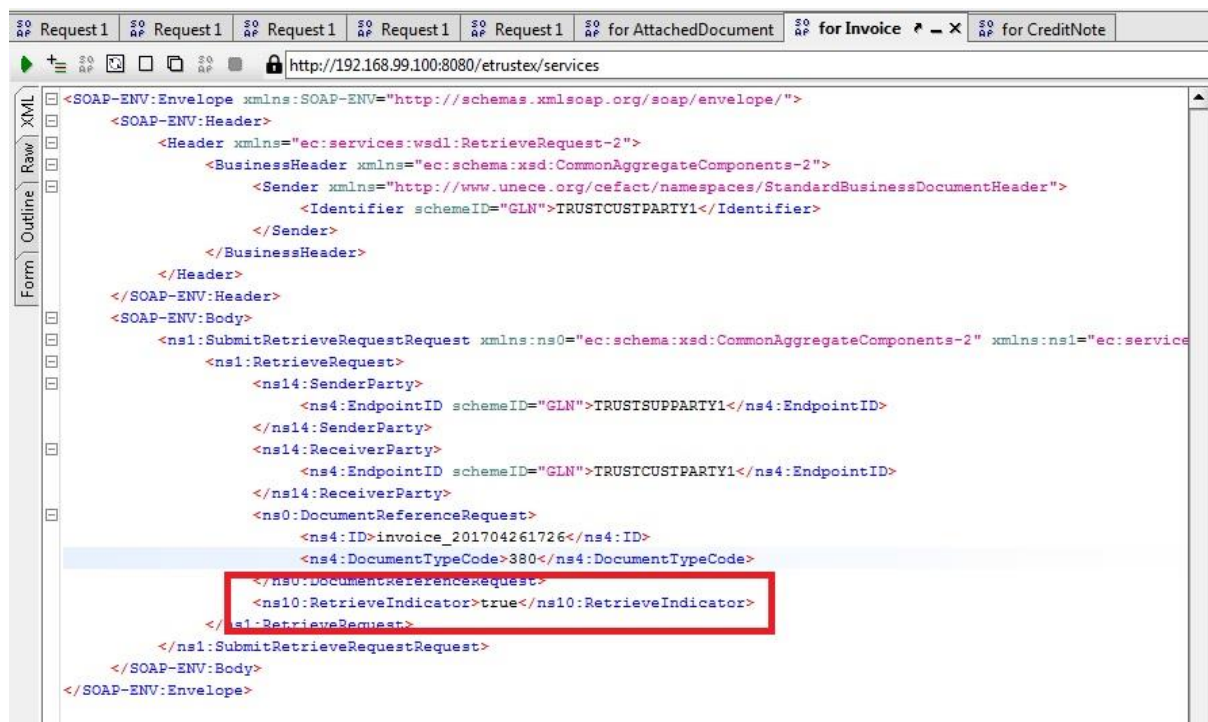 Request 1 Request 1 Request 1 Request 1 Request 1 for AttachedDocument for Invoice for CreditNote
http://192.168.99.100:8080/etrustex/services
XML
Raw
Outline
Form
<SOAP-ENV:Envelope xmlns:SOAP-ENV="http://schemas.xmlsoap.org/soap/envelope/">
<SOAP-ENV:Header>
<Header xmlns="ec:services:wsdl:RetrieveRequest-2">
<BusinessHeader xmlns="ec:schema:xsd:CommonAggregateComponents-2">
<Sender xmlns="http://www.unece.org/cefact/namespaces/StandardBusinessDocumentHeader">
<Identifier schemeID="GLN">TRUSTCUSTPARTY1</Identifier>
</Sender>
</BusinessHeader>
</Header>
</SOAP-ENV:Header>
<SOAP-ENV:Body>
<ns1:SubmitRetrieveRequestRequest xmlns:ns0="ec:schema:xsd:CommonAggregateComponents-2" xmlns:ns1="ec:service
<ns1:RetrieveRequest>
<ns14:SenderParty>
<ns4:EndpointID schemeID="GLN">TRUSTSUPPARTY1</ns4:EndpointID>
</ns14:SenderParty>
<ns14:ReceiverParty>
<ns4:EndpointID schemeID="GLN">TRUSTCUSTPARTY1</ns4:EndpointID>
</ns14:ReceiverParty>
<ns0:DocumentReferenceRequest>
<ns4:ID>invoice_201704261726</ns4:ID>
<ns4:DocumentTypeCode>380</ns4:DocumentTypeCode>
</ns0:DocumentReferenceRequest>
<ns10:RetrieveIndicator>true</ns10:RetrieveIndicator>
</ns1:RetrieveRequest>
</ns1:SubmitRetrieveRequestRequest>
</SOAP-ENV:Body>
</SOAP-ENV:Envelope>